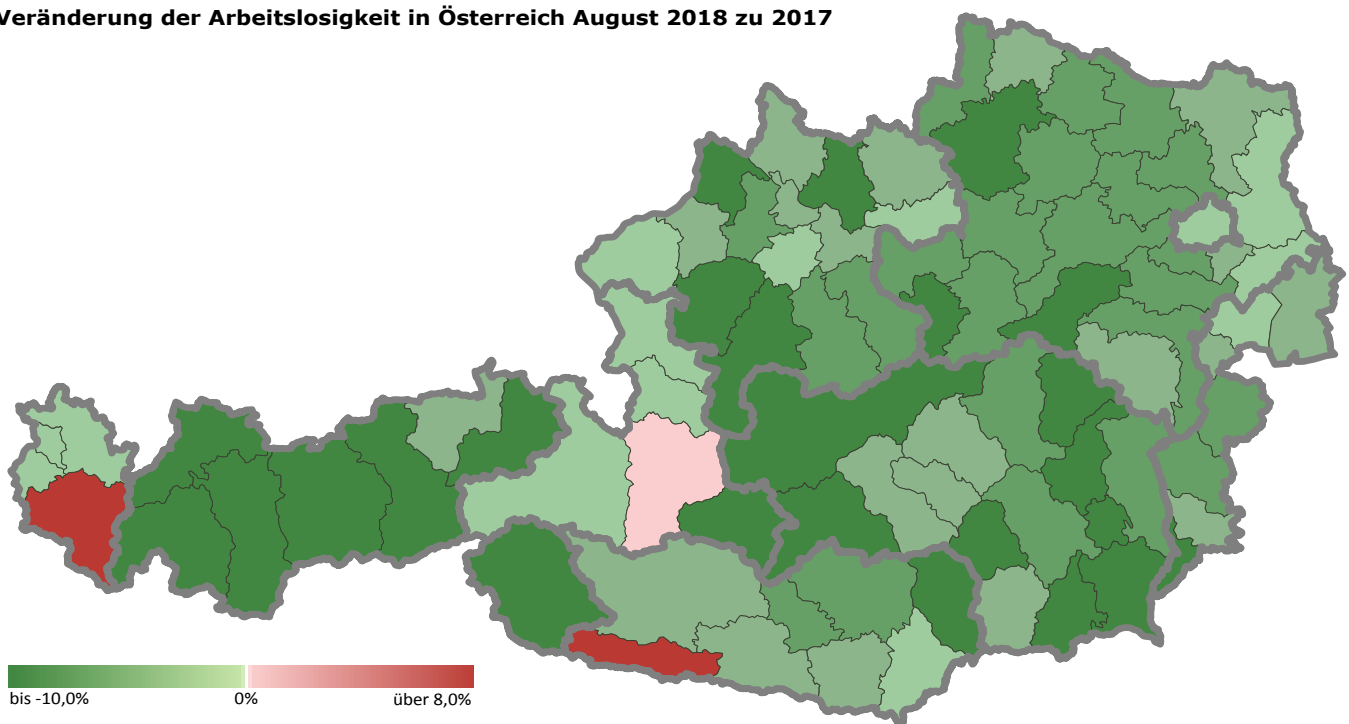 Veränderung der Arbeitslosigkeit in Österreich August 2018 zu 2017
bis -10,0% 0% über 8,0%